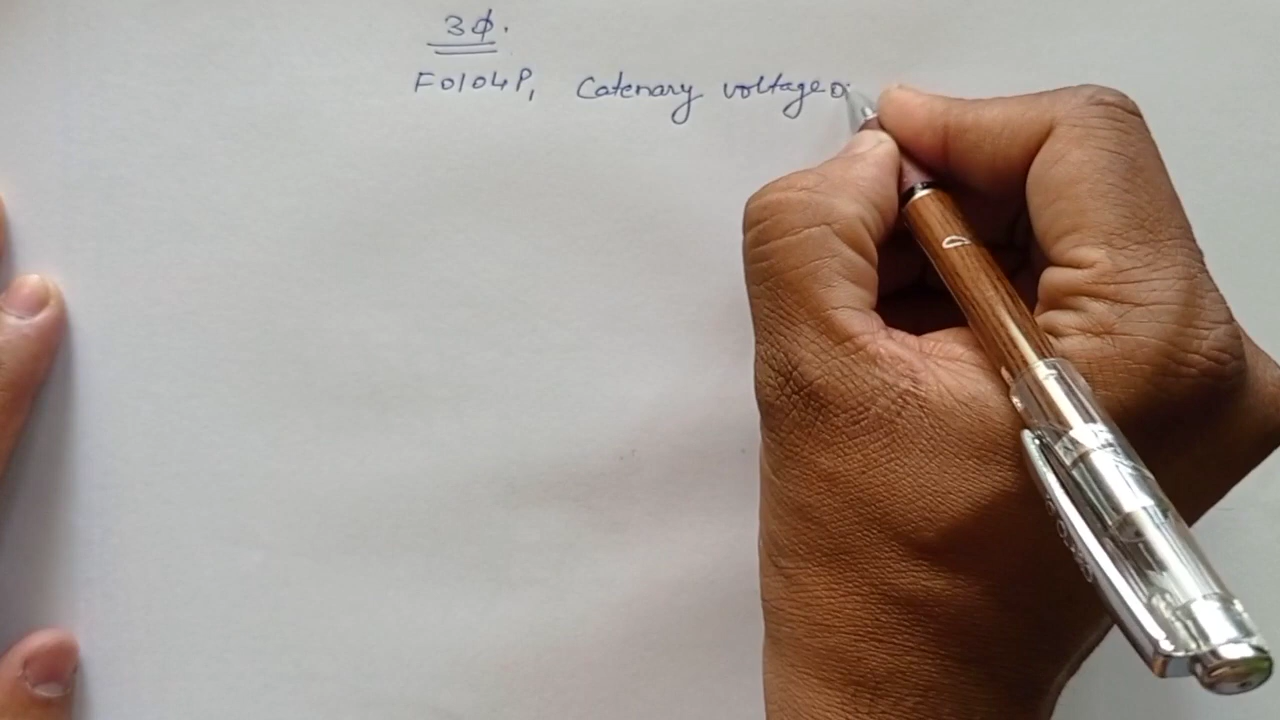 3φ.
F0104P, Catenary voltage o